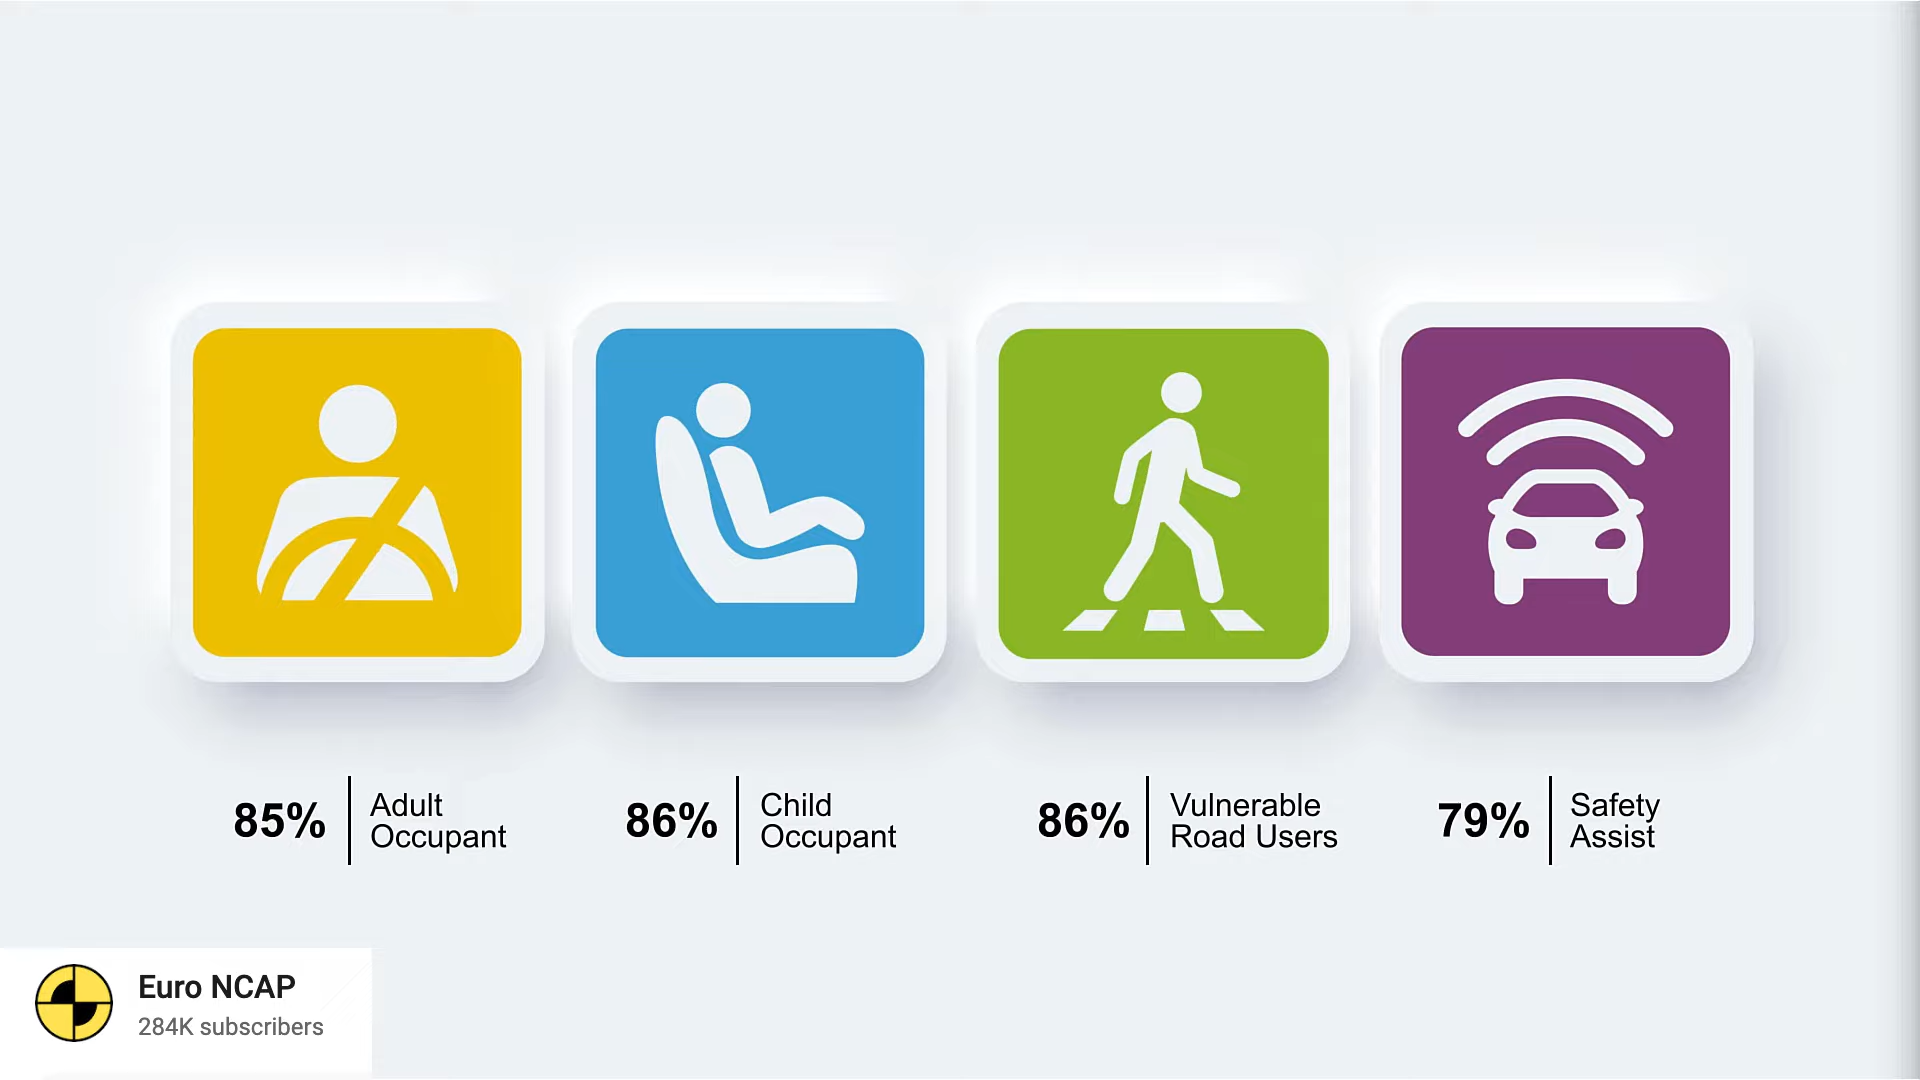 85%
Adult
Occupant
86%
Child
Occupant
86%
Vulnerable
Road Users
79%
Safety
Assist
Euro NCAP
284K subscribers